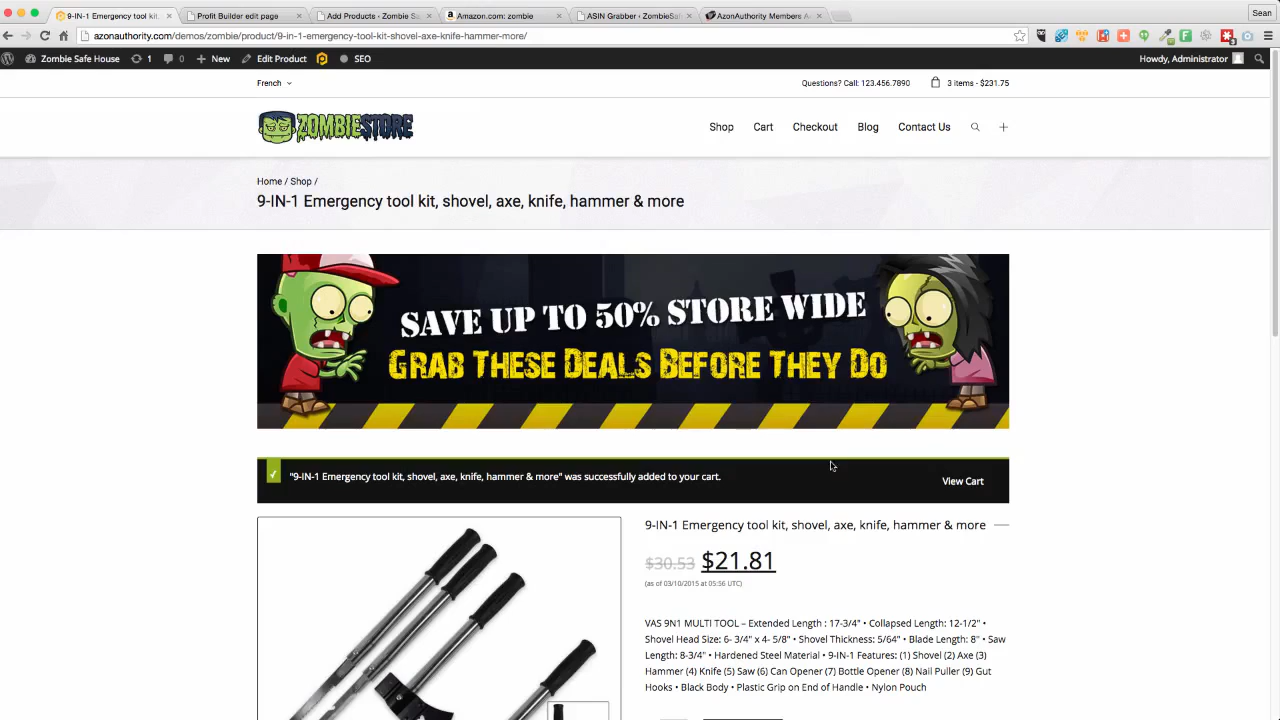 9-IN-1 Emergency tool kit,
Profit Builder edit page
Add Products - Zombie Sa
Amazon.com: zombie
ASIN Grabber - ZombieSaf
AzonAuthority Members A
Sean
azonauthority.com/demos/zombie/product/9-in-1-emergency-tool-kit-shovel-axe-knife-hammer-more/
Zombie Safe House 1 0 New Edit Product SEO Howdy, Administrator
French Questions? Call: 123.456.7890 3 items - $231.75
ZOMBIESTORE
Shop Cart Checkout Blog Contact Us
Home / Shop /
9-IN-1 Emergency tool kit, shovel, axe, knife, hammer & more
SAVE UP TO 50% STORE WIDE
GRAB THESE DEALS BEFORE THEY DO
"9-IN-1 Emergency tool kit, shovel, axe, knife, hammer & more" was successfully added to your cart.
View Cart
9-IN-1 Emergency tool kit, shovel, axe, knife, hammer & more
$30.53 $21.81
(as of 03/10/2015 at 05:56 UTC)
VAS 9N1 MULTI TOOL – Extended Length : 17-3/4" • Collapsed Length: 12-1/2" •
Shovel Head Size: 6- 3/4" x 4- 5/8" • Shovel Thickness: 5/64" • Blade Length: 8" • Saw
Length: 8-3/4" • Hardened Steel Material • 9-IN-1 Features: (1) Shovel (2) Axe (3)
Hammer (4) Knife (5) Saw (6) Can Opener (7) Bottle Opener (8) Nail Puller (9) Gut
Hooks • Black Body • Plastic Grip on End of Handle • Nylon Pouch